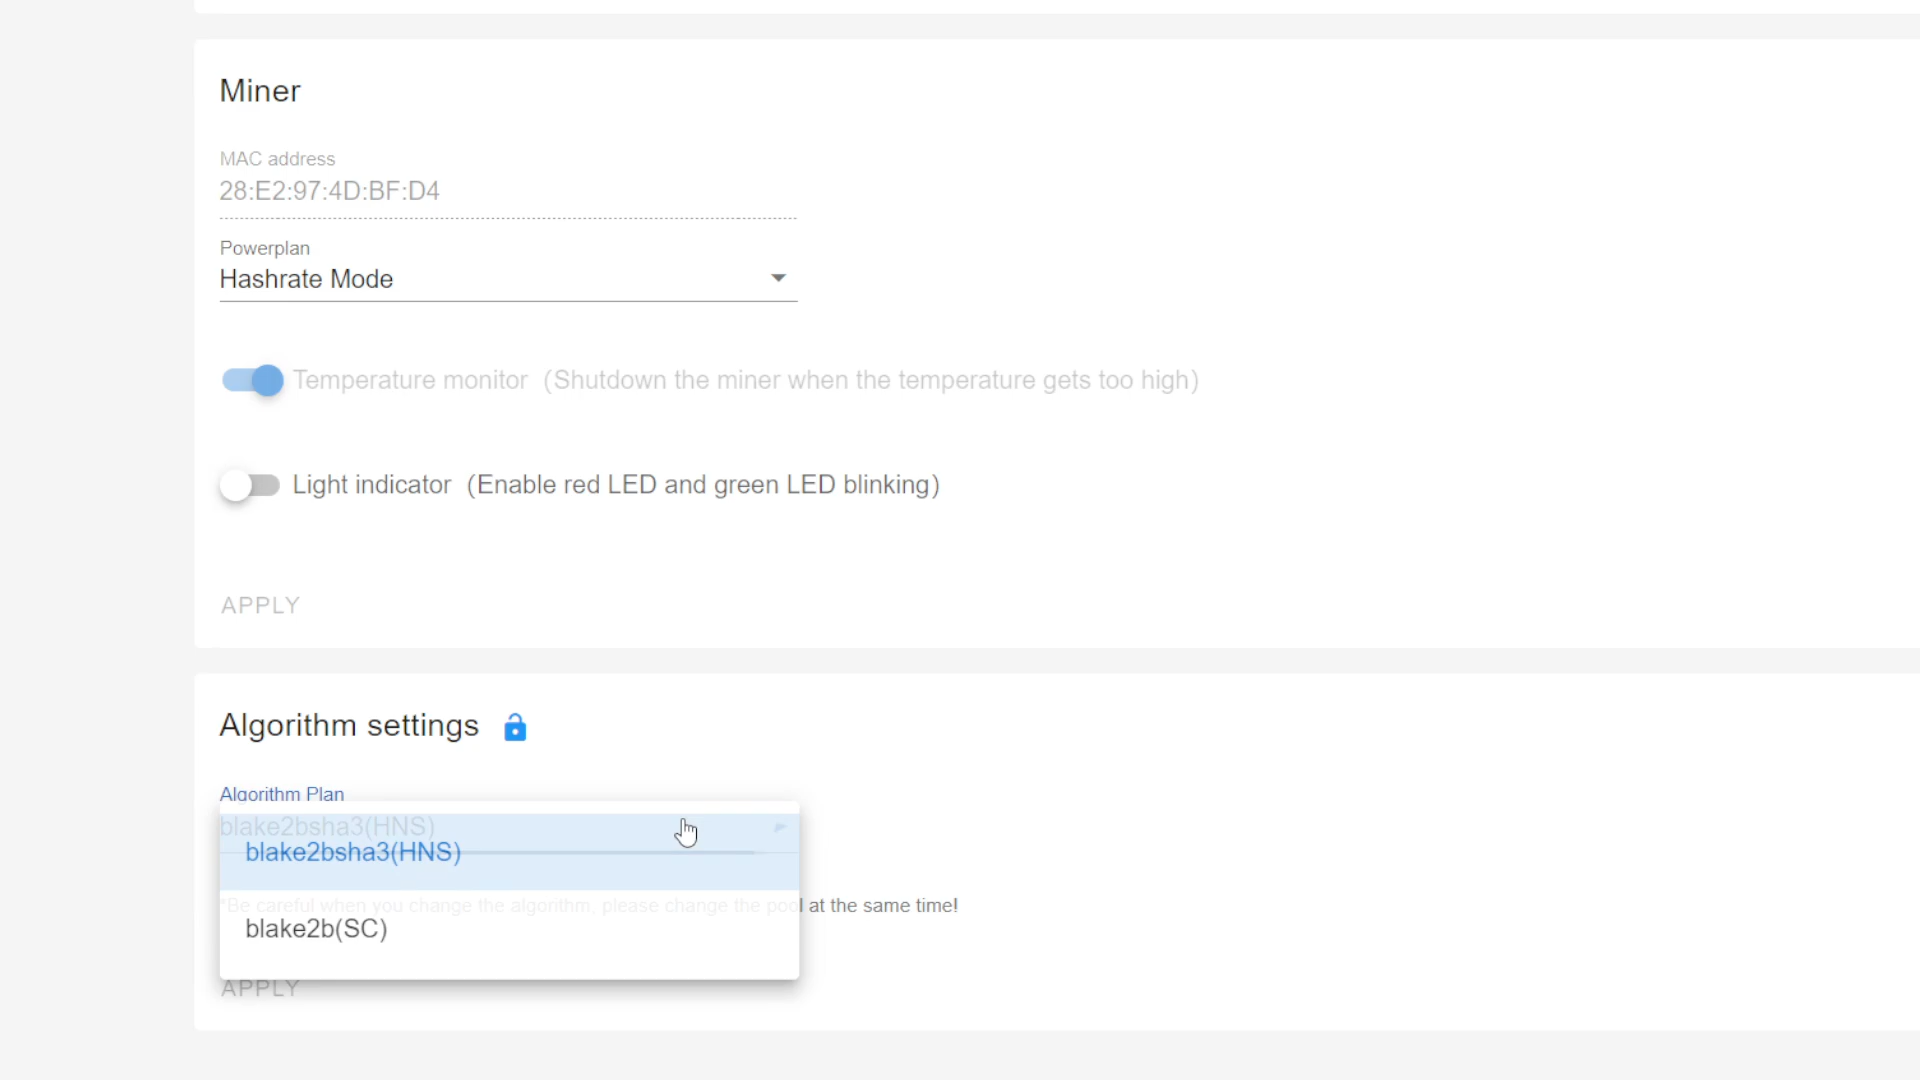 Miner
MAC address
28:E2:97:4D:BF:D4
Powerplan
Hashrate Mode
Temperature monitor (Shutdown the miner when the temperature gets too high)
Light indicator (Enable red LED and green LED blinking)
APPLY
Algorithm settings
Algorithm Plan
blake2bsha3(HNS)
blake2bsha3(HNS)
*Be careful when you change the algorithm, please change the pool at the same time!
blake2b(SC)
APPLY